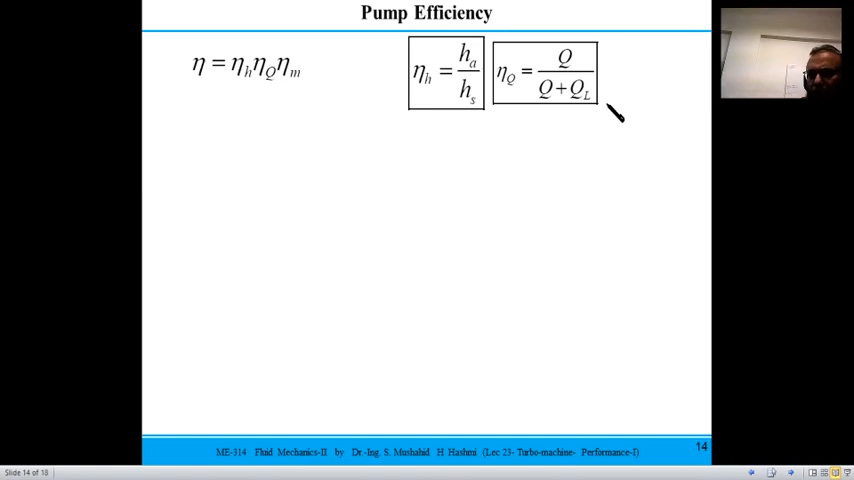 Pump Efficiency
η = η_h η_Q η_m
η_h = h_a / h_s
η_Q = Q / (Q + Q_L)
ME-314 Fluid Mechanics-II by Dr.-Ing. S. Mushahid H Hashmi (Lec 23- Turbo-machine- Performance-I)
14
Slide 14 of 18